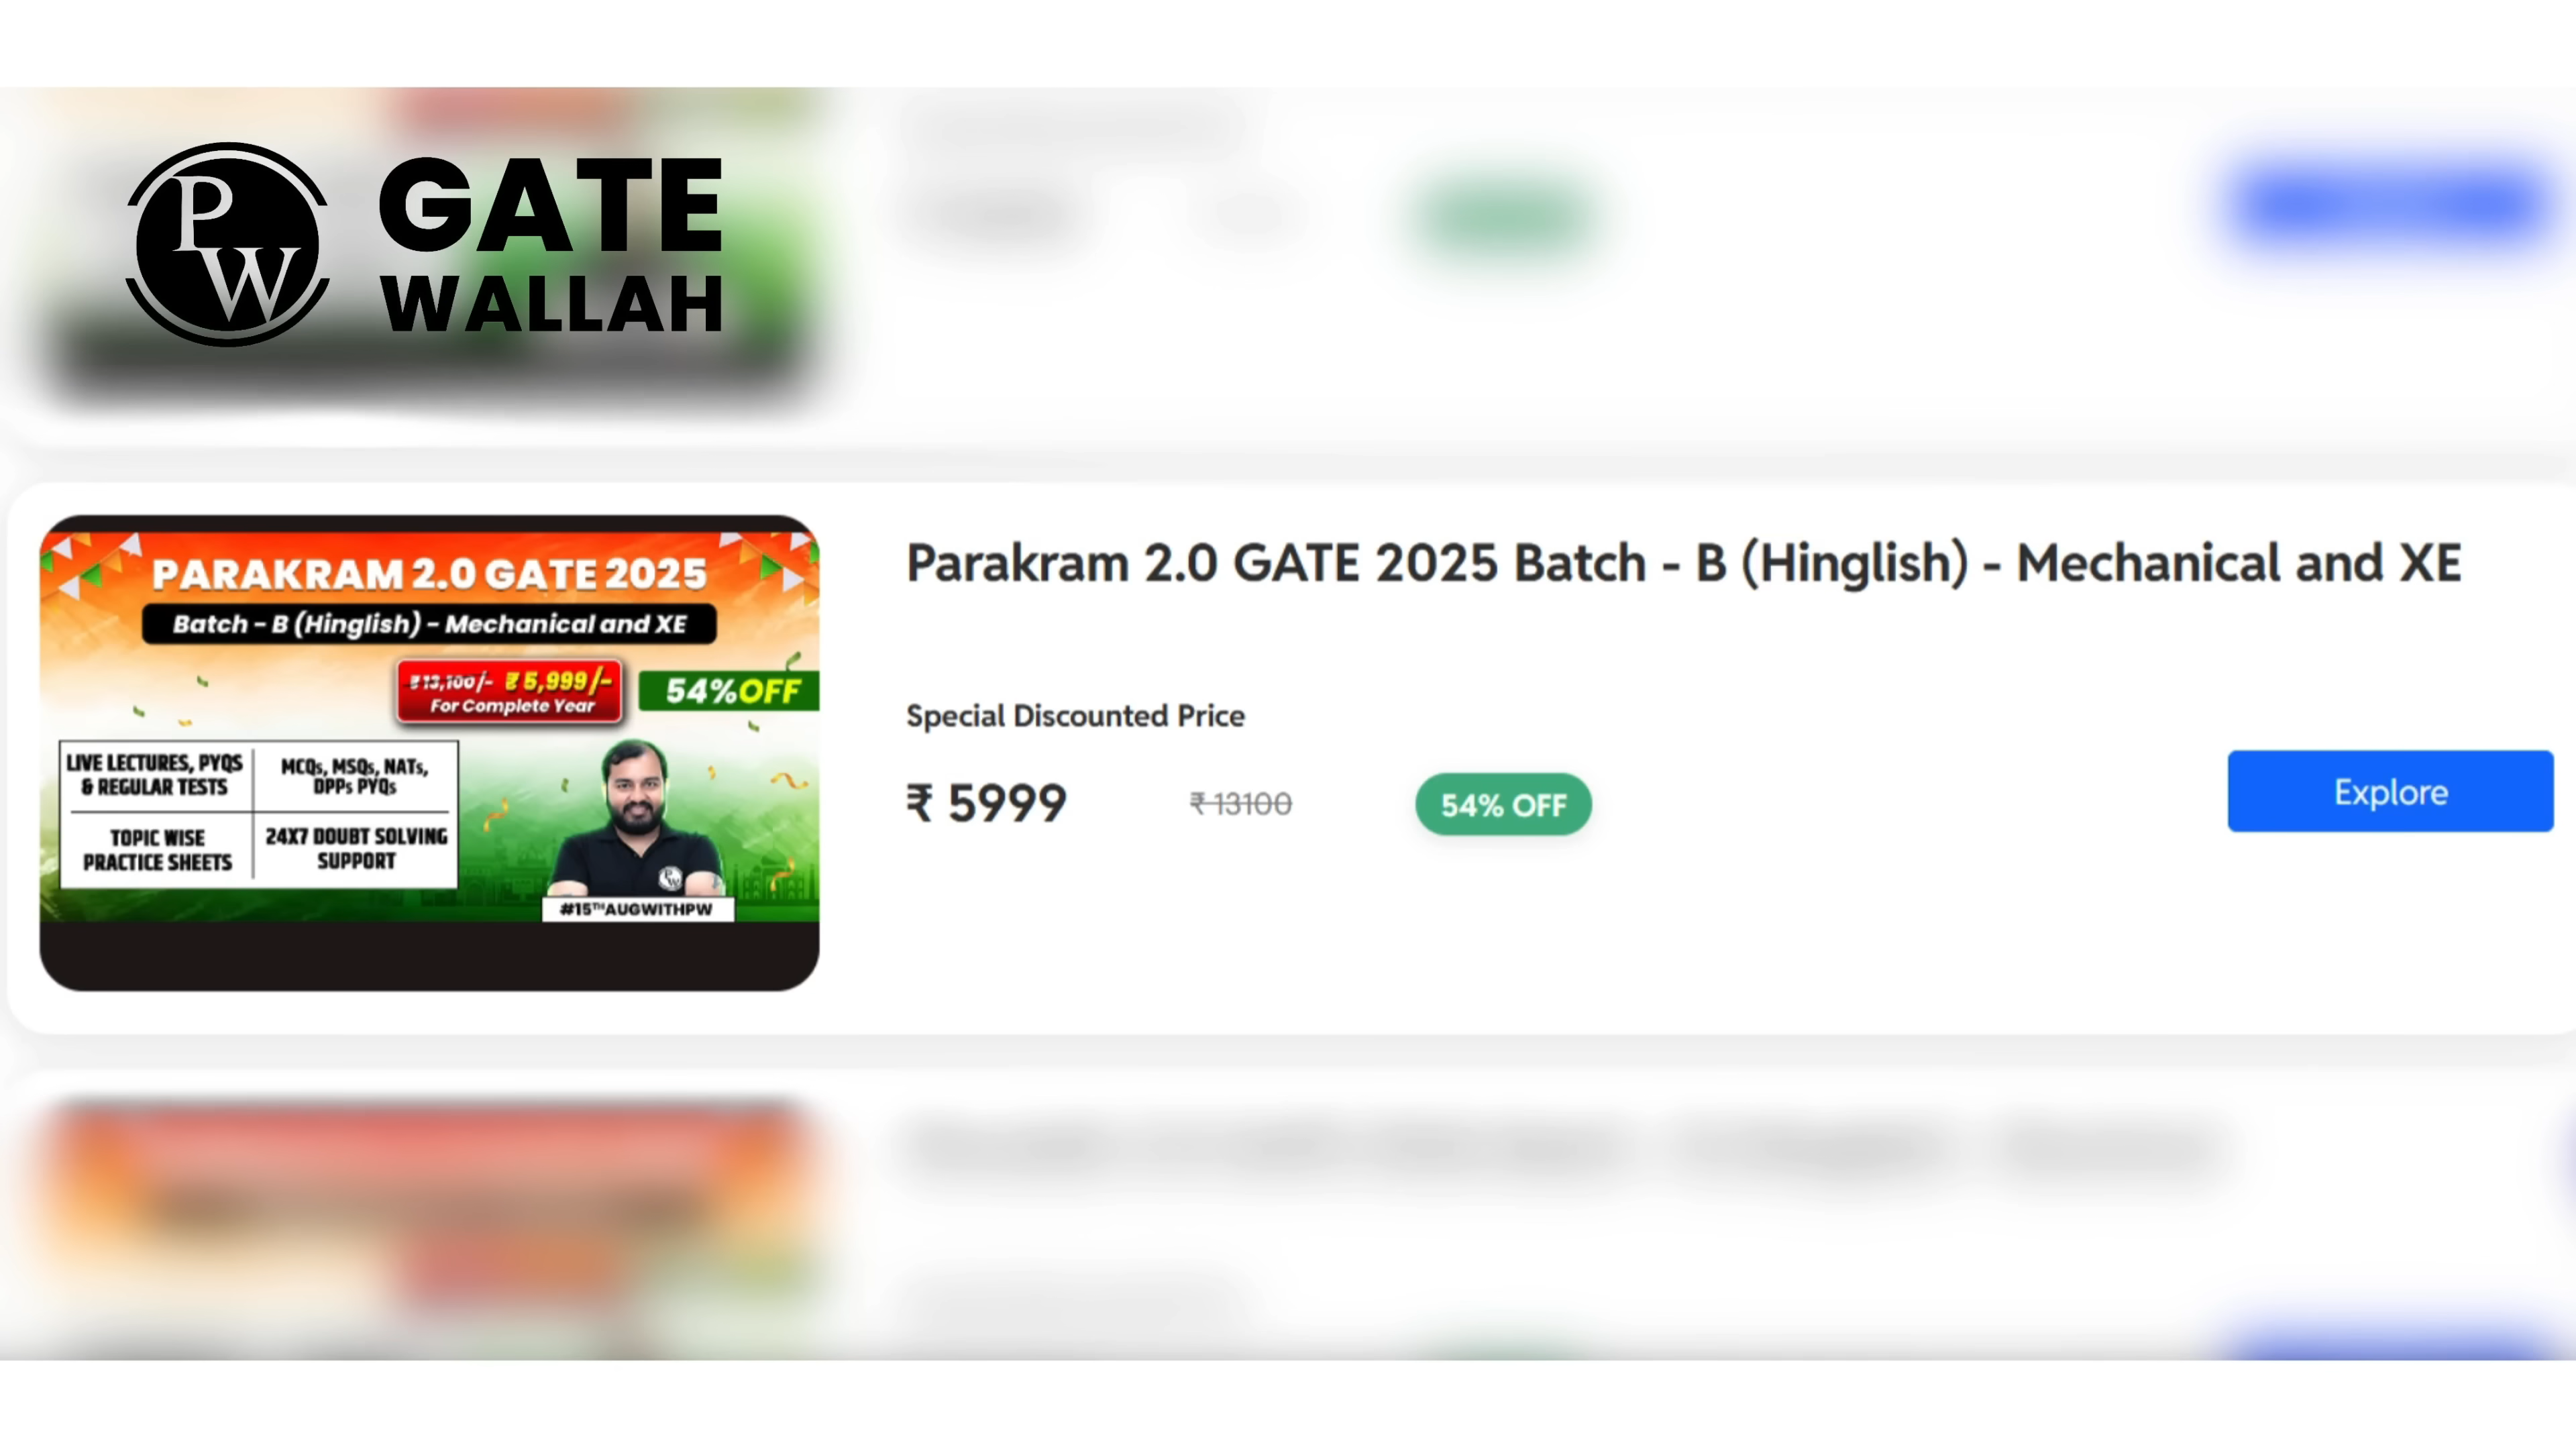 PW
GATE
WALLAH
PARAKRAM 2.0 GATE 2025
Batch - B (Hinglish) - Mechanical and XE
₹13,100/- ₹5,999/-
For Complete Year
54%OFF
LIVE LECTURES, PYQS
& REGULAR TESTS
MCQs, MSQs, NATs,
DPPs PYQs
TOPIC WISE
PRACTICE SHEETS
24X7 DOUBT SOLVING
SUPPORT
PW
#15THAUGWITHPW
Parakram 2.0 GATE 2025 Batch - B (Hinglish) - Mechanical and XE
Special Discounted Price
₹ 5999 ₹ 13100 54% OFF
Explore